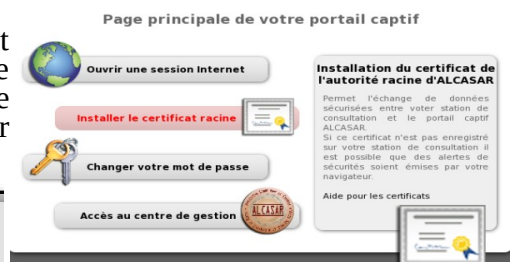 Page principale de votre portail captif
t
e
e
r
Ouvrir une session Internet
Installer le certificat racine
Changer votre mot de passe
Accès au centre de gestion
ALCASAR
Installation du certificat de
l'autorité racine d'ALCASAR
Permet l'échange de données
sécurisées entre voter station de
consultation et le portail captif
ALCASAR.
Si ce certificat n'est pas enregistré
sur votre station de consultation il
est possible que des alertes de
sécurités soient émises par votre
navigateur.
Aide pour les certificats